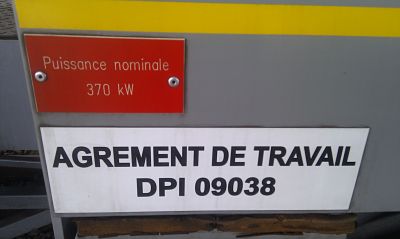 Puissance nominale
370 kW
AGREMENT DE TRAVAIL
DPI 09038